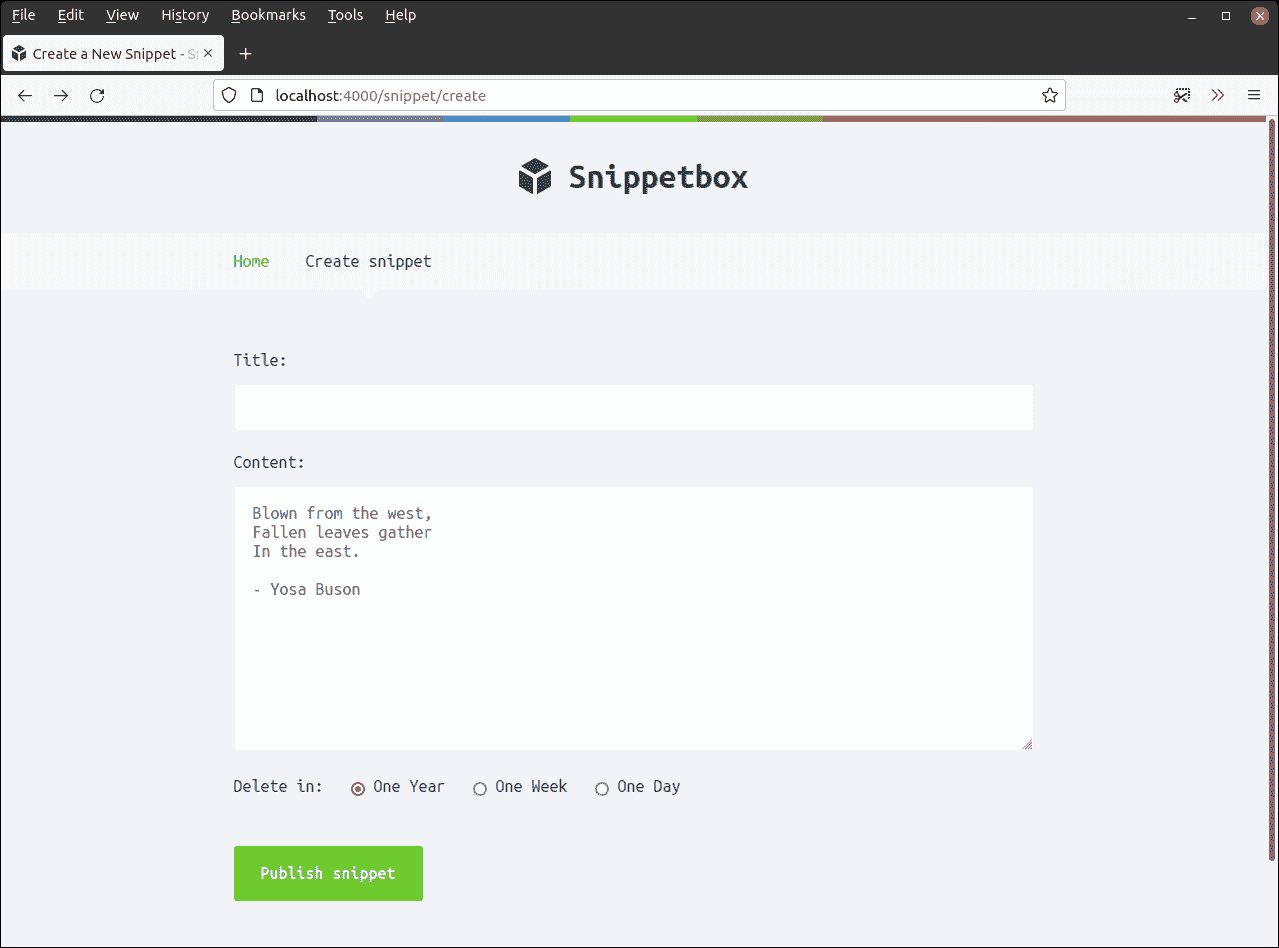 File Edit View History Bookmarks Tools Help
Create a New Snippet - S
localhost:4000/snippet/create
Snippetbox
Home Create snippet
Title:
Content:
Blown from the west,
Fallen leaves gather
In the east.
- Yosa Buson
Delete in: One Year One Week One Day
Publish snippet